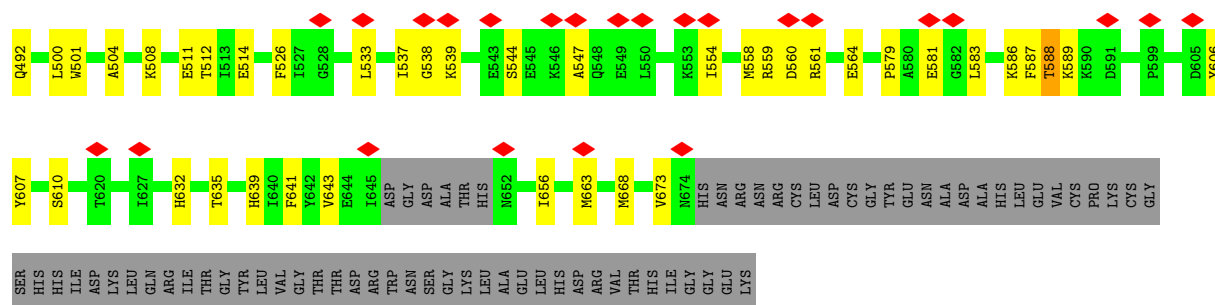 Q492 L500 W501 A504 K508 E511 T512 I513 E514 F526 I527 G528 L533 I537 G538 K539 E543 S544 E545 K546 A547 Q548 E549 L550 K553 I554 M558 R559 D560 R561 E564 P579 A580 E581 G582 L583 K586 F587 T588 K589 K590 D591 P599 D605 Y606
Y607 S610 T620 I627 H632 T635 H639 I640 F641 Y642 V643 E644 I645 ASP GLY ASP ALA THR HIS N652 I656 M663 M668 V673 N674 HIS ASN ARG ASN ARG CYS LEU ASP CYS GLY TYR GLU ASN ALA ASP ALA HIS LEU GLU VAL CYS PRO LYS CYS GLY
SER HIS HIS ILE ASP LYS LEU GLN ARG ILE THR GLY TYR LEU VAL GLY THR THR ASP ARG TRP ASN SER GLY LYS LEU ALA GLU LEU HIS ASP ARG VAL THR HIS ILE GLY GLY GLU LYS